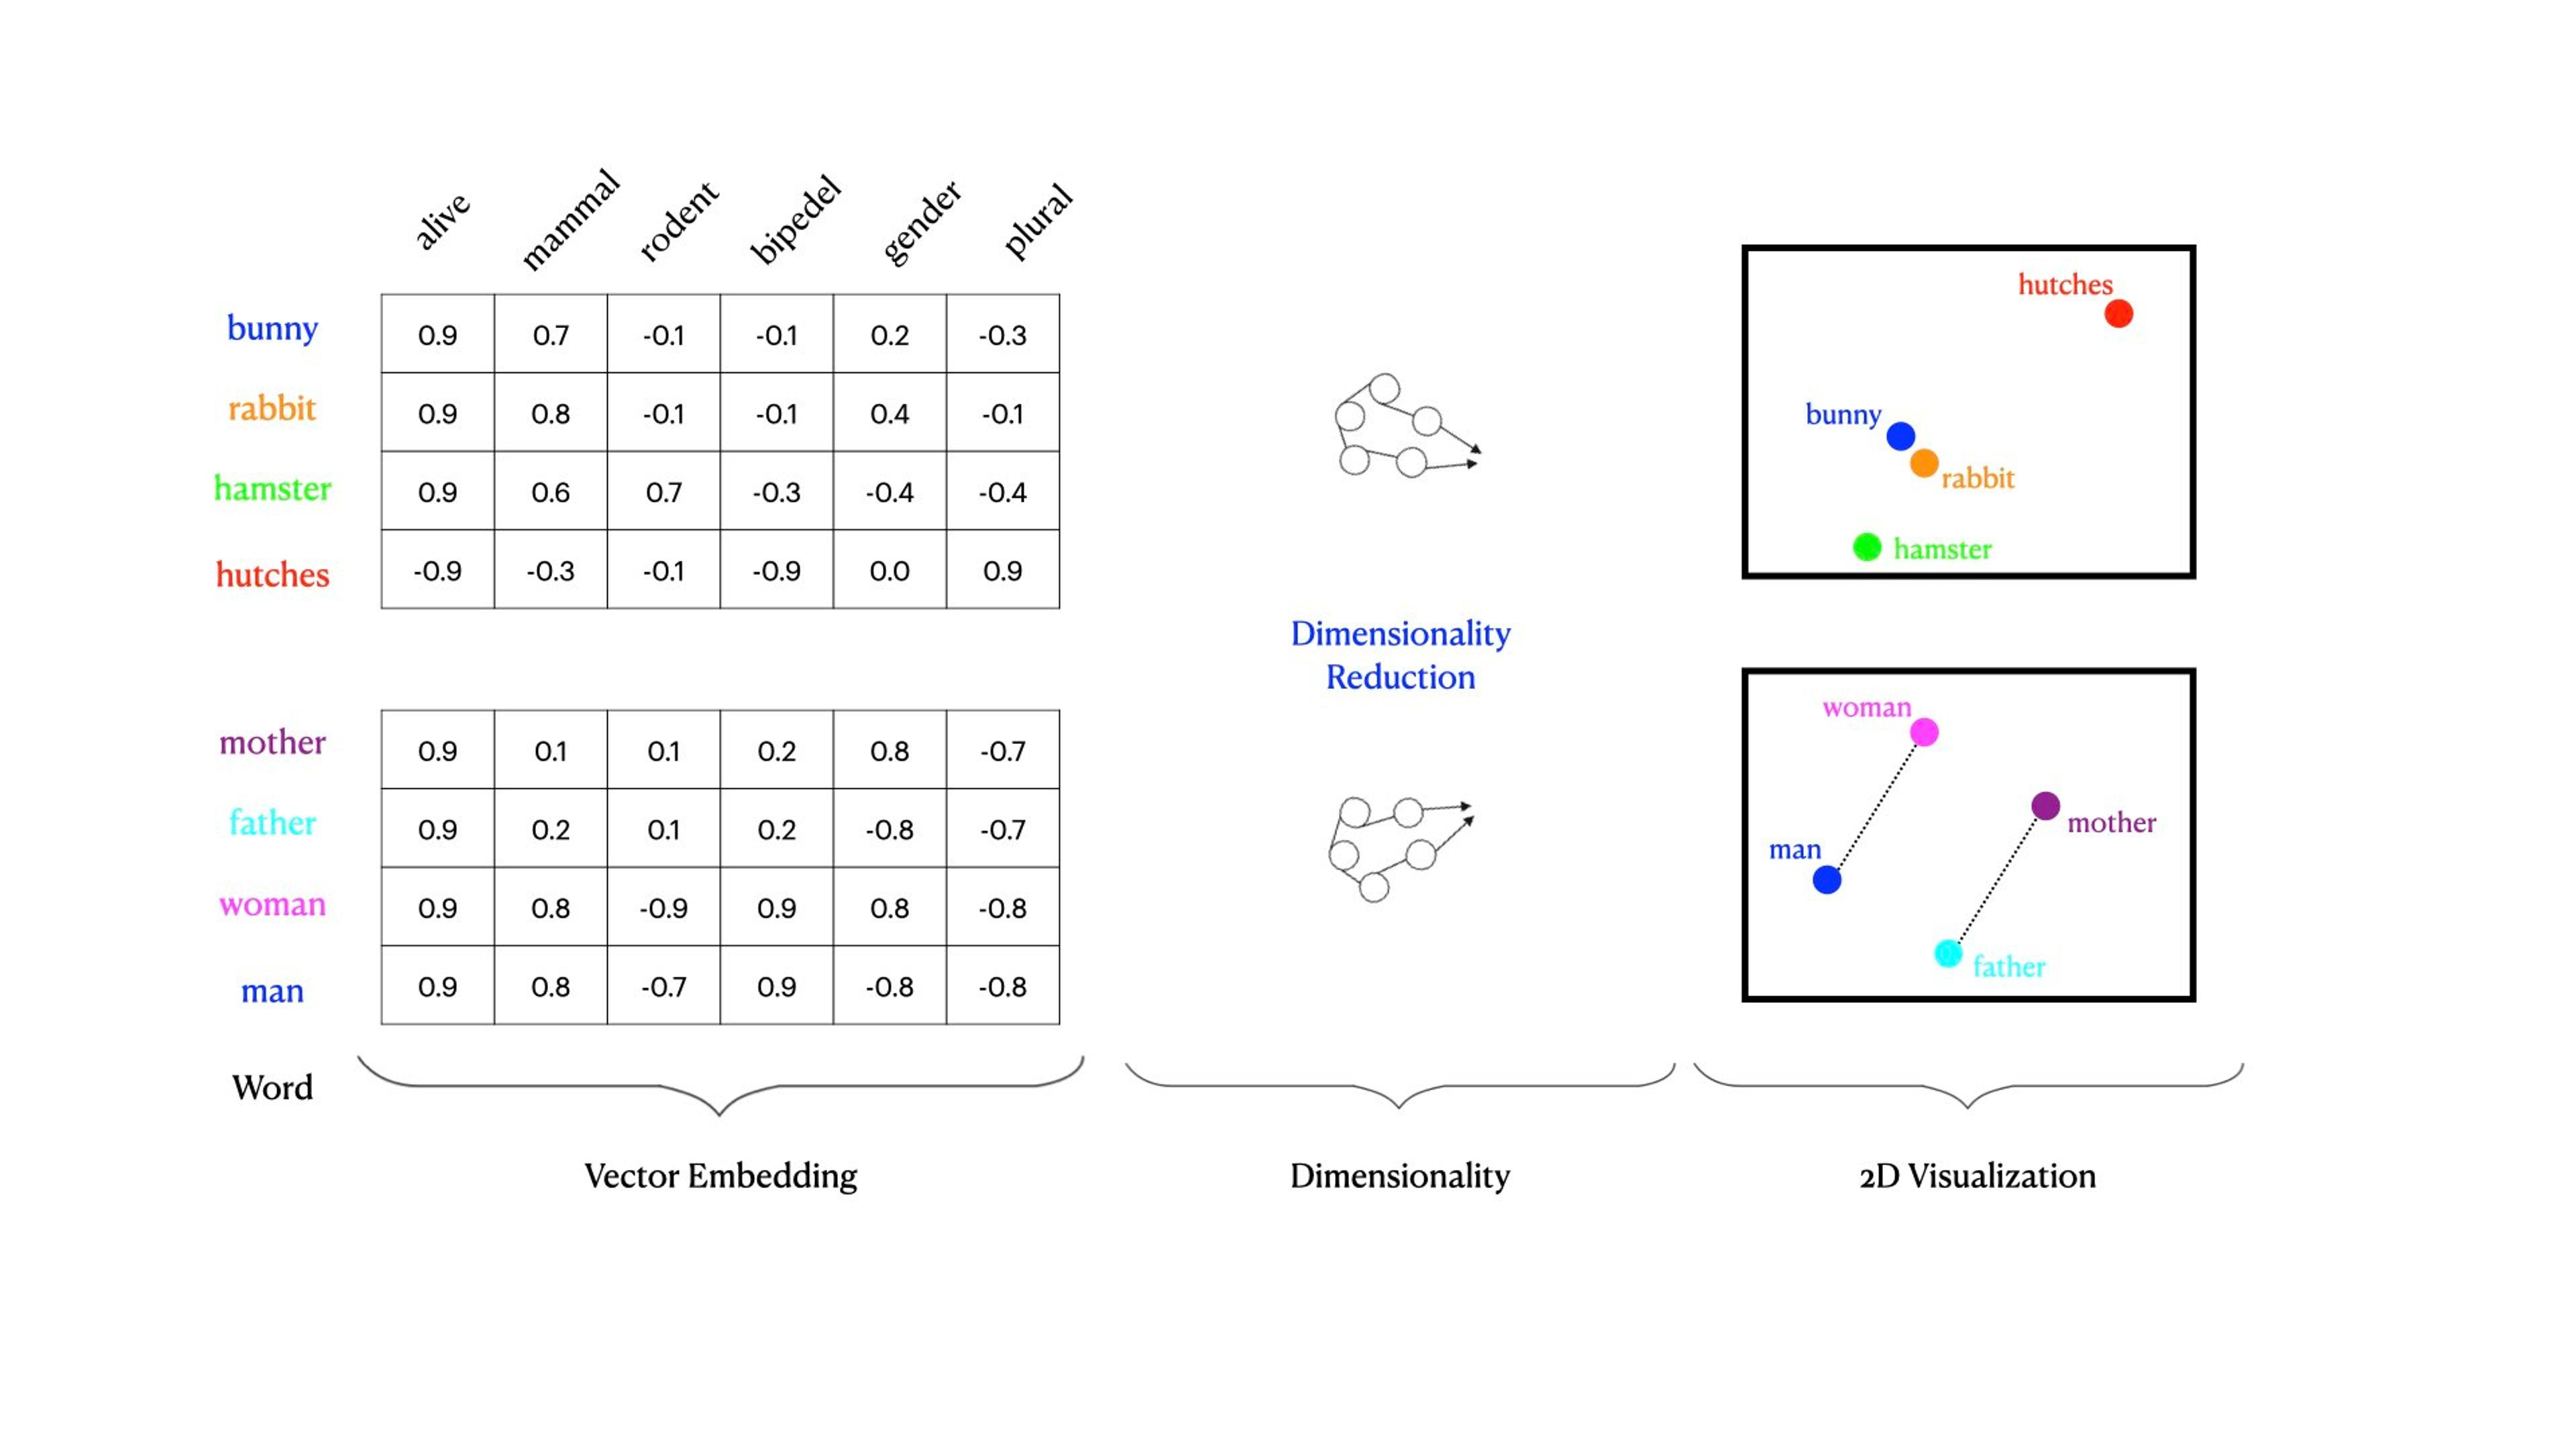 alive mammal rodent bipedel gender plural
bunny 0.9 0.7 -0.1 -0.1 0.2 -0.3
rabbit 0.9 0.8 -0.1 -0.1 0.4 -0.1
hamster 0.9 0.6 0.7 -0.3 -0.4 -0.4
hutches -0.9 -0.3 -0.1 -0.9 0.0 0.9
mother 0.9 0.1 0.1 0.2 0.8 -0.7
father 0.9 0.2 0.1 0.2 -0.8 -0.7
woman 0.9 0.8 -0.9 0.9 0.8 -0.8
man 0.9 0.8 -0.7 0.9 -0.8 -0.8
Word
Vector Embedding
Dimensionality
Reduction
Dimensionality
hutches
bunny
rabbit
hamster
woman
mother
man
father
2D Visualization